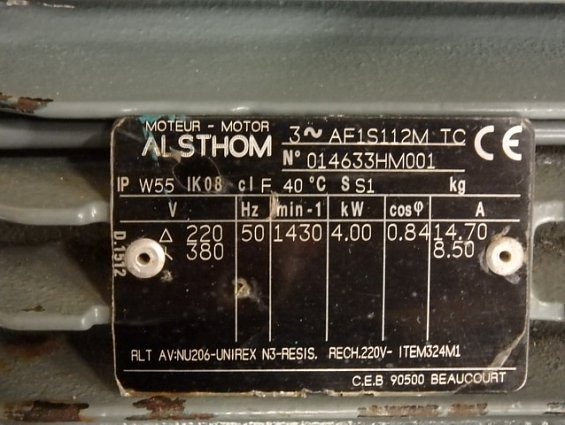 MOTEUR - MOTOR
ALSTHOM
3~ AF1S112M TC CE
N° 014633HM001
IP W55 IK08 cl F 40°C S S1 kg
V Hz min-1 kW cosφ A
Δ 220 50 1430 4.00 0.84 14.70
380 8.50
D.1512
RLT AV:NU206-UNIREX N3-RESIS. RECH.220V- ITEM324M1
C.E.B 90500 BEAUCOURT